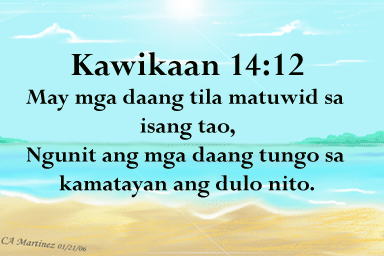 Kawikaan 14:12
May mga daang tila matuwid sa
isang tao,
Ngunit ang mga daang tungo sa
kamatayan ang dulo nito.
CA Martinez 01/21/06